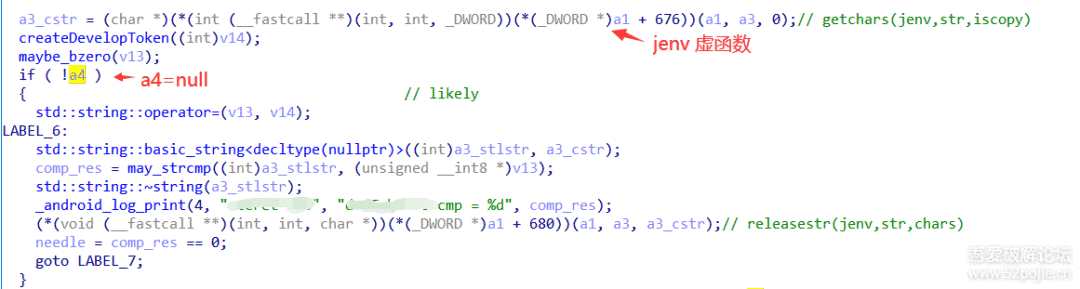 a3_cstr = (char *)(*(int (__fastcall **)(int, int, _DWORD))(*(_DWORD *)a1 + 676))(a1, a3, 0);// getchars(jenv,str,iscopy)
createDevelopToken((int)v14);
jenv 虚函数
maybe_bzero(v13);
if ( !a4 ) a4=null
{ // likely
std::string::operator=(v13, v14);
LABEL_6:
std::string::basic_string<decltype(nullptr)>((int)a3_stlstr, a3_cstr);
comp_res = may_strcmp((int)a3_stlstr, (unsigned __int8 *)v13);
std::string::~string(a3_stlstr);
_android_log_print(4, " ", " cmp = %d", comp_res);
(*(void (__fastcall **)(int, int, char *))(*(_DWORD *)a1 + 680))(a1, a3, a3_cstr);// releasestr(jenv,str,chars)
needle = comp_res == 0;
goto LABEL_7;
}
吾爱破解论坛
www.52pojie.cn